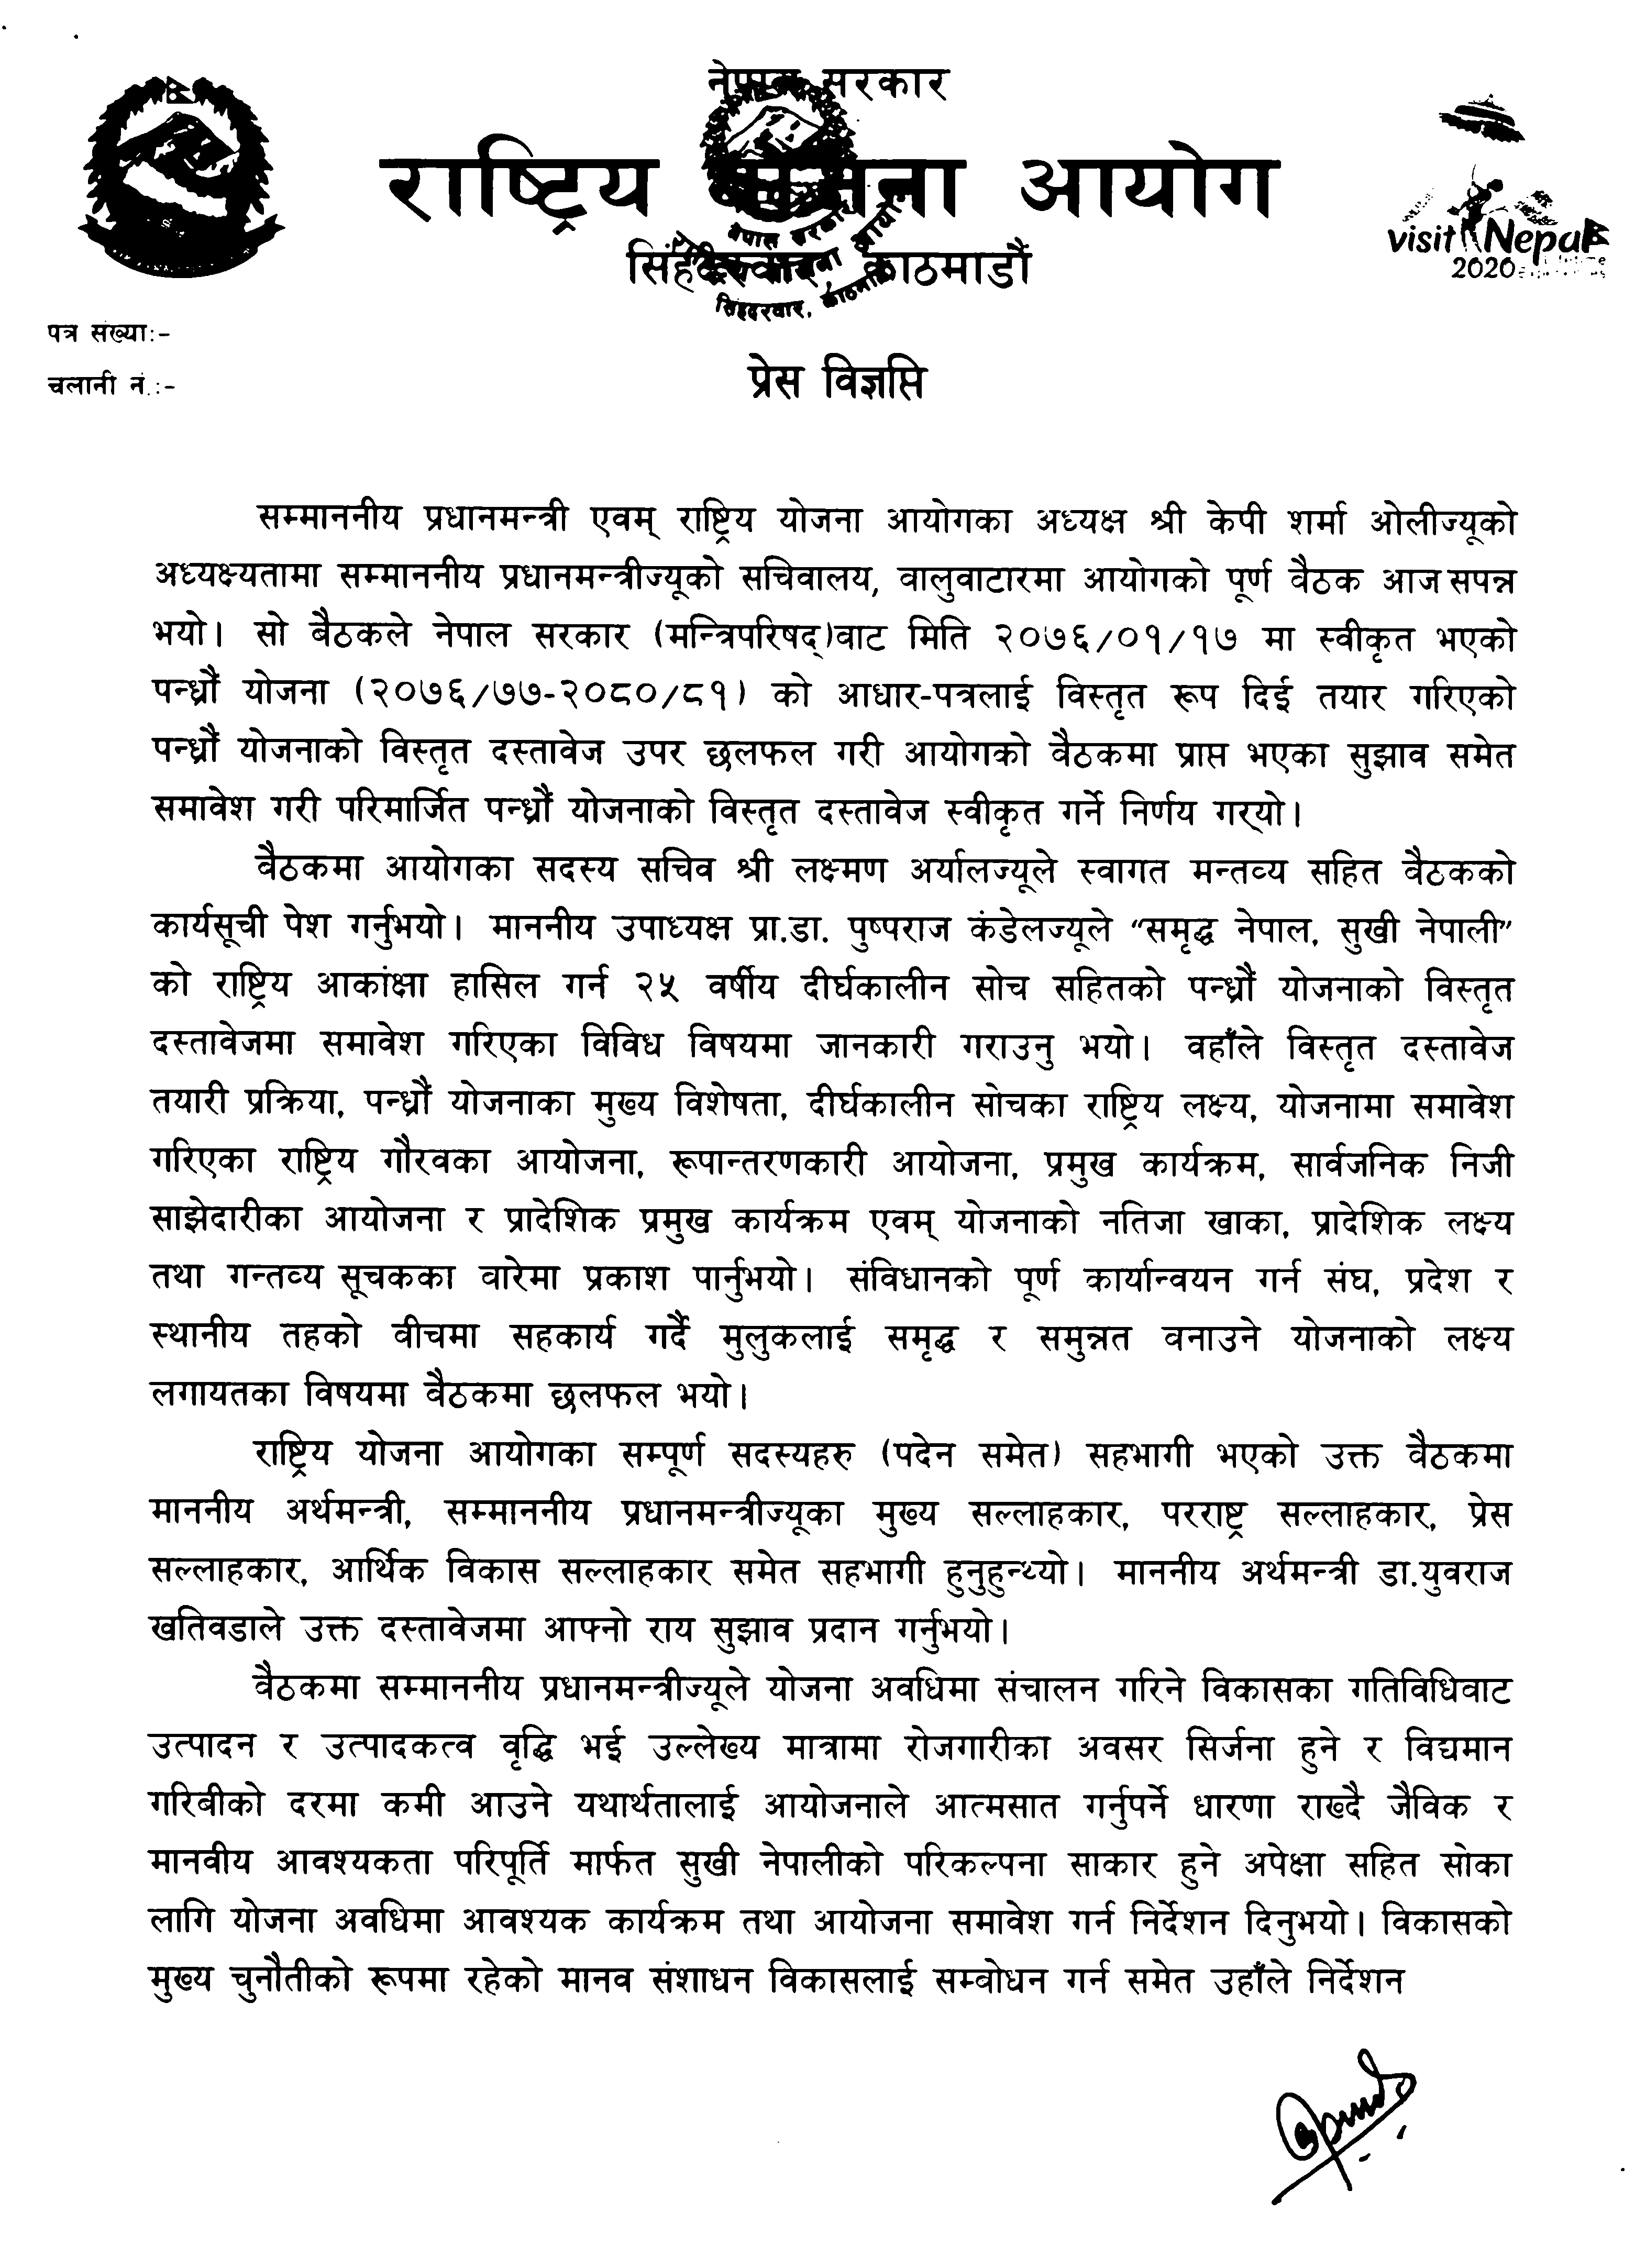 नेपाल सरकार
राष्ट्रिय योजना आयोग
सिंहदरवार, काठमाडौं
नेपाल सरकार
राष्ट्रिय योजना आयोग
सिंहदरवार, काठमाडौं
visit Nepal
2020
पत्र संख्याः-
चलानी नं.:-
प्रेस विज्ञप्ति
सम्माननीय प्रधानमन्त्री एवम् राष्ट्रिय योजना आयोगका अध्यक्ष श्री केपी शर्मा ओलीज्यूको
अध्यक्ष्यतामा सम्माननीय प्रधानमन्त्रीज्यूको सचिवालय, वालुवाटारमा आयोगको पूर्ण वैठक आज सपन्न
भयो। सो बैठकले नेपाल सरकार (मन्त्रिपरिषद्)वाट मिति २०७६/०१/१७ मा स्वीकृत भएको
पन्ध्रौं योजना (२०७६/७७-२०८०/८१) को आधार-पत्रलाई विस्तृत रूप दिई तयार गरिएको
पन्ध्रौं योजनाको विस्तृत दस्तावेज उपर छलफल गरी आयोगको वैठकमा प्राप्त भएका सुझाव समेत
समावेश गरी परिमार्जित पन्ध्रौं योजनाको विस्तृत दस्तावेज स्वीकृत गर्ने निर्णय गर्‍यो।
वैठकमा आयोगका सदस्य सचिव श्री लक्ष्मण अर्यालज्यूले स्वागत मन्तव्य सहित वैठकको
कार्यसूची पेश गर्नुभयो। माननीय उपाध्यक्ष प्रा.डा. पुष्पराज कंडेलज्यूले “समृद्ध नेपाल, सुखी नेपाली”
को राष्ट्रिय आकांक्षा हासिल गर्न २५ वर्षीय दीर्घकालीन सोच सहितको पन्ध्रौं योजनाको विस्तृत
दस्तावेजमा समावेश गरिएका विविध विषयमा जानकारी गराउनु भयो। वहाँले विस्तृत दस्तावेज
तयारी प्रक्रिया, पन्ध्रौं योजनाका मुख्य विशेषता, दीर्घकालीन सोचका राष्ट्रिय लक्ष्य, योजनामा समावेश
गरिएका राष्ट्रिय गौरवका आयोजना, रूपान्तरणकारी आयोजना, प्रमुख कार्यक्रम, सार्वजनिक निजी
साझेदारीका आयोजना र प्रादेशिक प्रमुख कार्यक्रम एवम् योजनाको नतिजा खाका, प्रादेशिक लक्ष्य
तथा गन्तव्य सूचकका वारेमा प्रकाश पार्नुभयो। संविधानको पूर्ण कार्यान्वयन गर्न संघ, प्रदेश र
स्थानीय तहको वीचमा सहकार्य गर्दै मुलुकलाई समृद्ध र समुन्नत वनाउने योजनाको लक्ष्य
लगायतका विषयमा वैठकमा छलफल भयो।
राष्ट्रिय योजना आयोगका सम्पूर्ण सदस्यहरु (पदेन समेत) सहभागी भएको उक्त वैठकमा
माननीय अर्थमन्त्री, सम्माननीय प्रधानमन्त्रीज्यूका मुख्य सल्लाहकार, परराष्ट्र सल्लाहकार, प्रेस
सल्लाहकार, आर्थिक विकास सल्लाहकार समेत सहभागी हुनुहुन्थ्यो। माननीय अर्थमन्त्री डा.युवराज
खतिवडाले उक्त दस्तावेजमा आफ्नो राय सुझाव प्रदान गर्नुभयो।
वैठकमा सम्माननीय प्रधानमन्त्रीज्यूले योजना अवधिमा संचालन गरिने विकासका गतिविधिवाट
उत्पादन र उत्पादकत्व वृद्धि भई उल्लेख्य मात्रामा रोजगारीका अवसर सिर्जना हुने र विद्यमान
गरिबीको दरमा कमी आउने यथार्थतालाई आयोजनाले आत्मसात गर्नुपर्ने धारणा राख्दै जैविक र
मानवीय आवश्यकता परिपूर्ति मार्फत सुखी नेपालीको परिकल्पना साकार हुने अपेक्षा सहित सोका
लागि योजना अवधिमा आवश्यक कार्यक्रम तथा आयोजना समावेश गर्न निर्देशन दिनुभयो। विकासको
मुख्य चुनौतीको रूपमा रहेको मानव संशाधन विकासलाई सम्बोधन गर्न समेत उहाँले निर्देशन